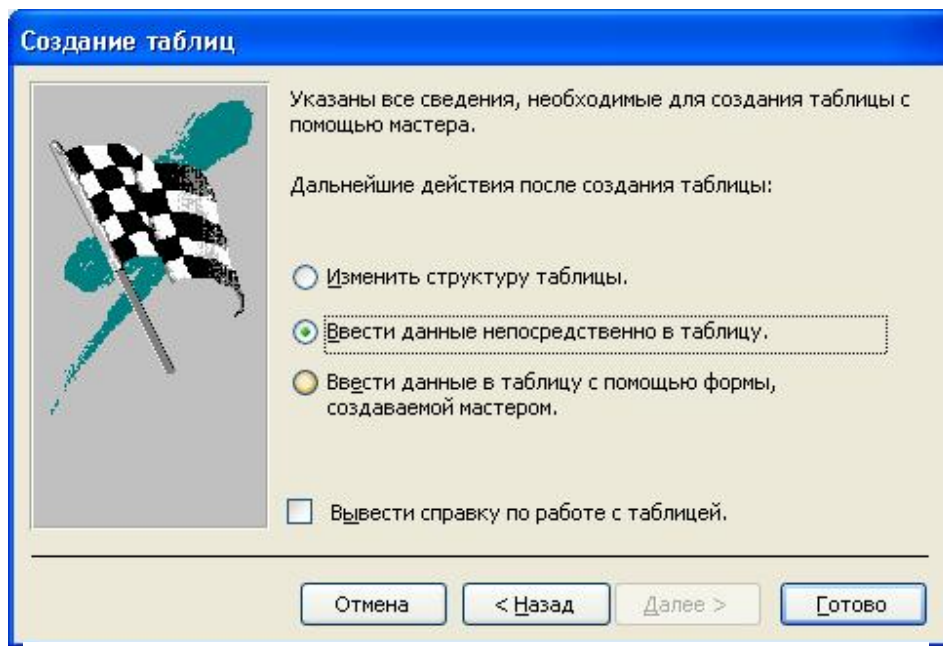 Создание таблиц
Указаны все сведения, необходимые для создания таблицы с
помощью мастера.
Дальнейшие действия после создания таблицы:
Изменить структуру таблицы.
Ввести данные непосредственно в таблицу.
Ввести данные в таблицу с помощью формы,
создаваемой мастером.
Вывести справку по работе с таблицей.
Отмена
< Назад
Далее >
Готово